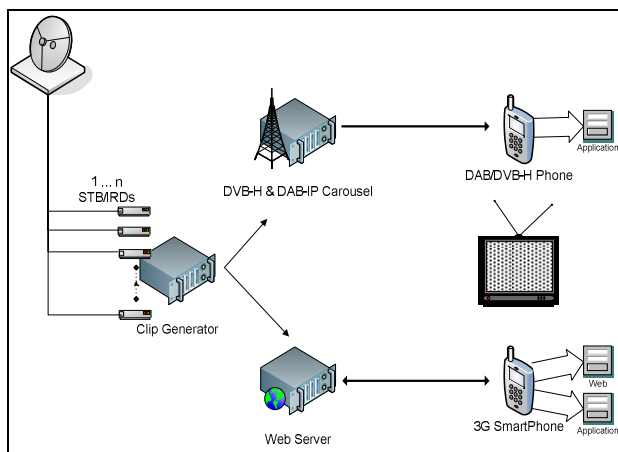 1 ... n
STB/IRDs
Clip Generator
DVB-H & DAB-IP Carousel
Application
DAB/DVB-H Phone
Web Server
3G SmartPhone
Web
Application